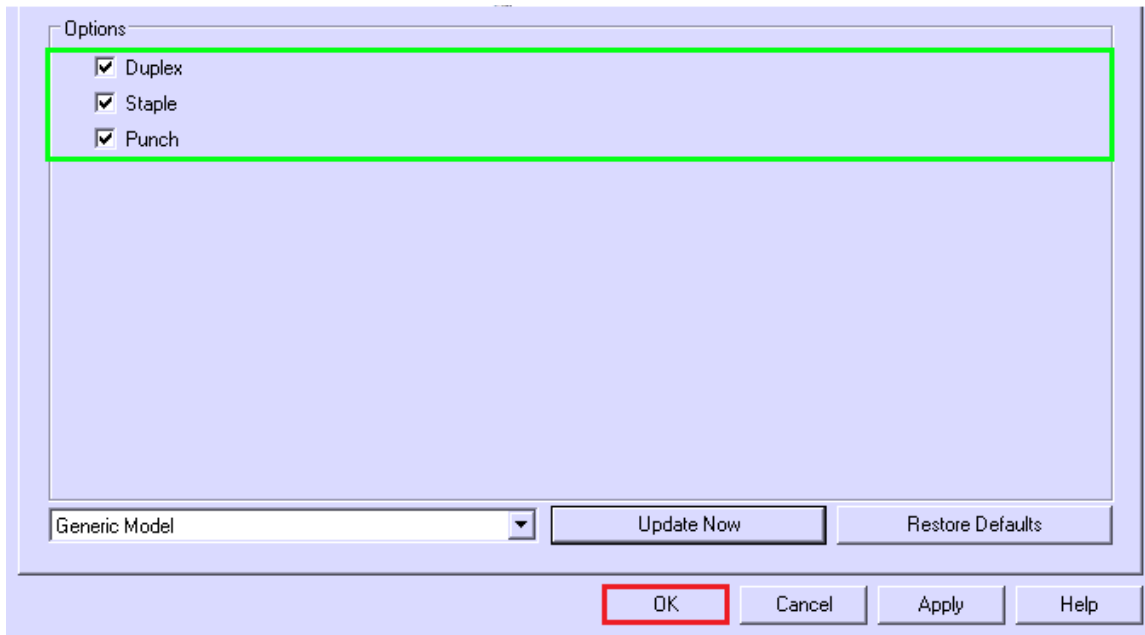 Options
Duplex
Staple
Punch
Generic Model Update Now Restore Defaults
OK Cancel Apply Help